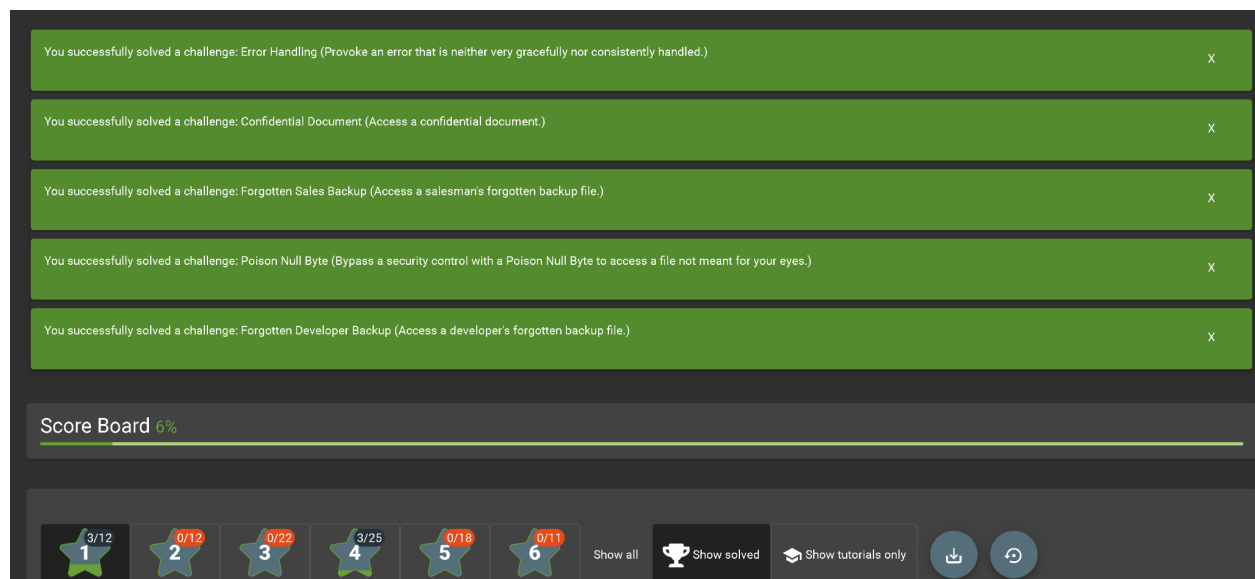 You successfully solved a challenge: Error Handling (Provoke an error that is neither very gracefully nor consistently handled.)
X
You successfully solved a challenge: Confidential Document (Access a confidential document.)
X
You successfully solved a challenge: Forgotten Sales Backup (Access a salesman's forgotten backup file.)
X
You successfully solved a challenge: Poison Null Byte (Bypass a security control with a Poison Null Byte to access a file not meant for your eyes.)
X
You successfully solved a challenge: Forgotten Developer Backup (Access a developer's forgotten backup file.)
X
Score Board 6%
3/12 0/12 0/22 3/25 0/18 0/11
1 2 3 4 5 6 Show all Show solved Show tutorials only